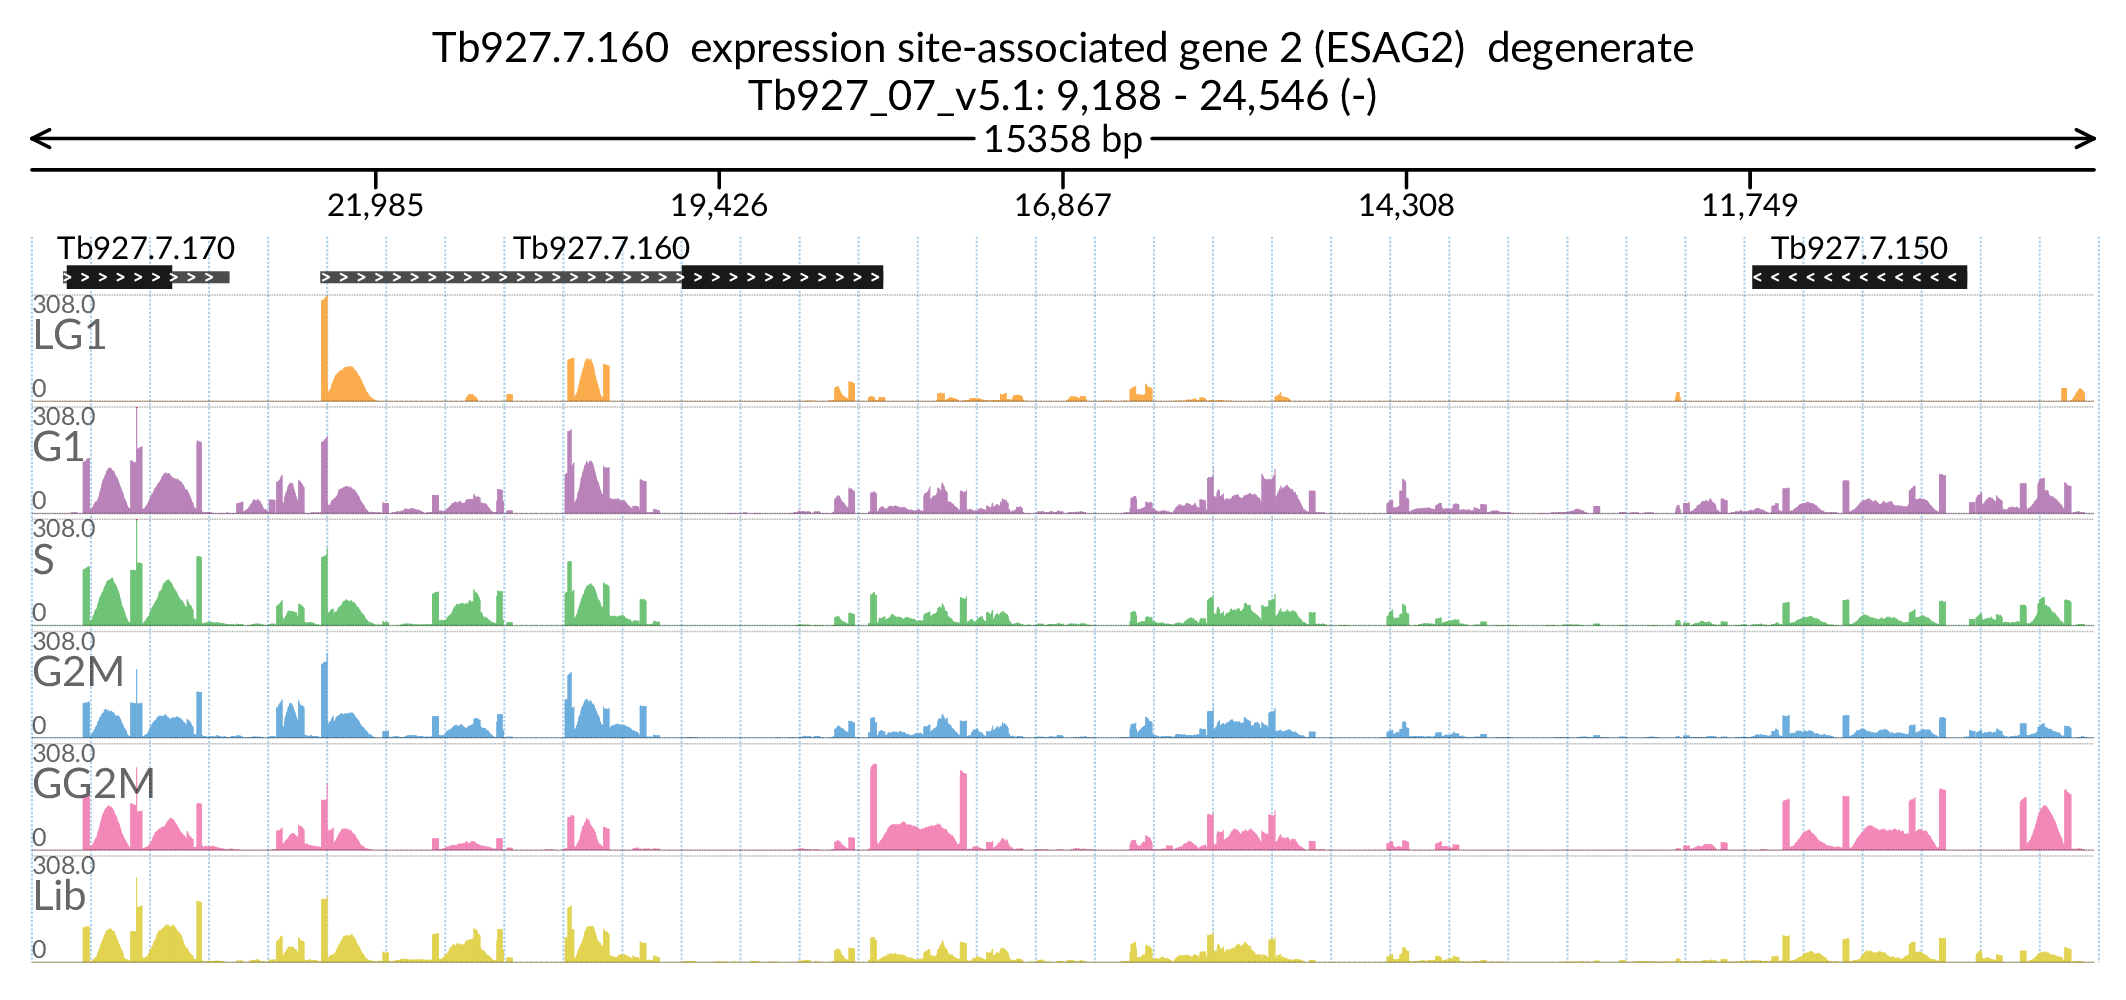 Tb927.7.160  expression site-associated gene 2 (ESAG2)  degenerate
Tb927_07_v5.1: 9,188 - 24,546 (-)
15358 bp
21,985 19,426 16,867 14,308 11,749
Tb927.7.170 Tb927.7.160 Tb927.7.150
308.0
LG1
0
308.0
G1
0
308.0
S
0
308.0
G2M
0
308.0
GG2M
0
308.0
Lib
0